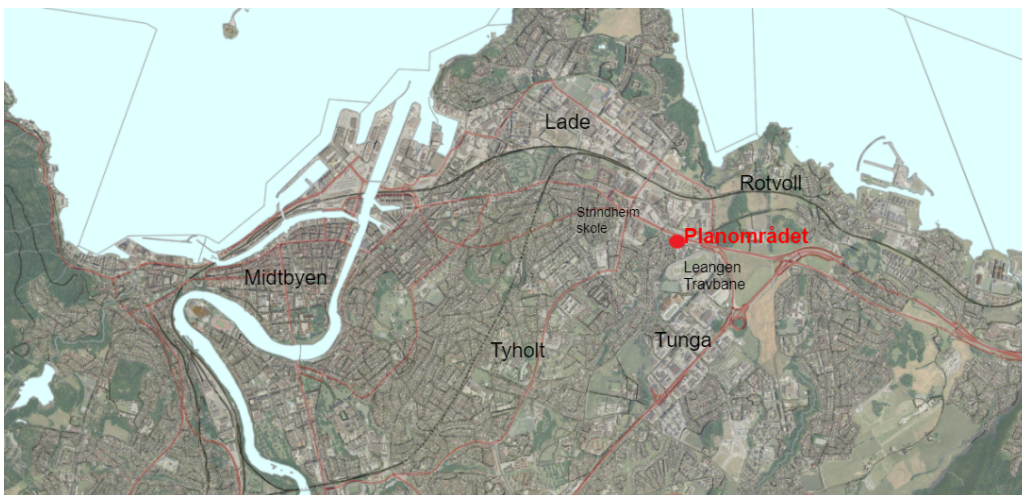 Lade
Rotvoll
Strindheim
skole
Planområdet
Midtbyen
Leangen
Travbane
Tunga
Tyholt